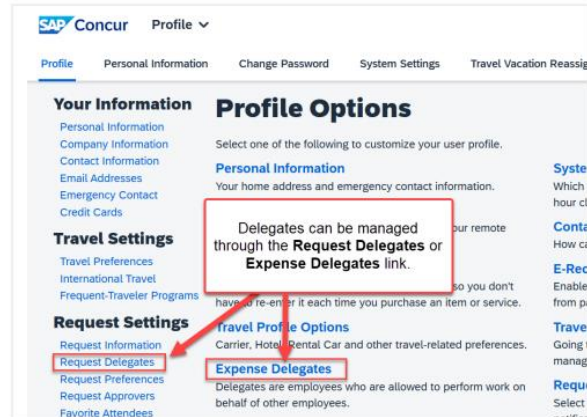 SAP Concur Profile
Profile Personal Information Change Password System Settings Travel Vacation Reassig
Your Information
Personal Information
Company Information
Contact Information
Email Addresses
Emergency Contact
Credit Cards
Travel Settings
Travel Preferences
International Travel
Frequent-Traveler Programs
Request Settings
Request Information
Request Delegates
Request Preferences
Request Approvers
Favorite Attendees
Profile Options
Select one of the following to customize your user profile.
Personal Information
Your home address and emergency contact information.
Delegates can be managed
through the Request Delegates or
Expense Delegates link.
our remote
so you don't
have to re-enter it each time you purchase an item or service.
Travel Profile Options
Carrier, Hotel, Rental Car and other travel-related preferences.
Expense Delegates
Delegates are employees who are allowed to perform work on
behalf of other employees.
Syste
Which
hour cl
Conta
How ca
E-Rec
Enable
from pa
Trave
Going t
manag
Reque
Select